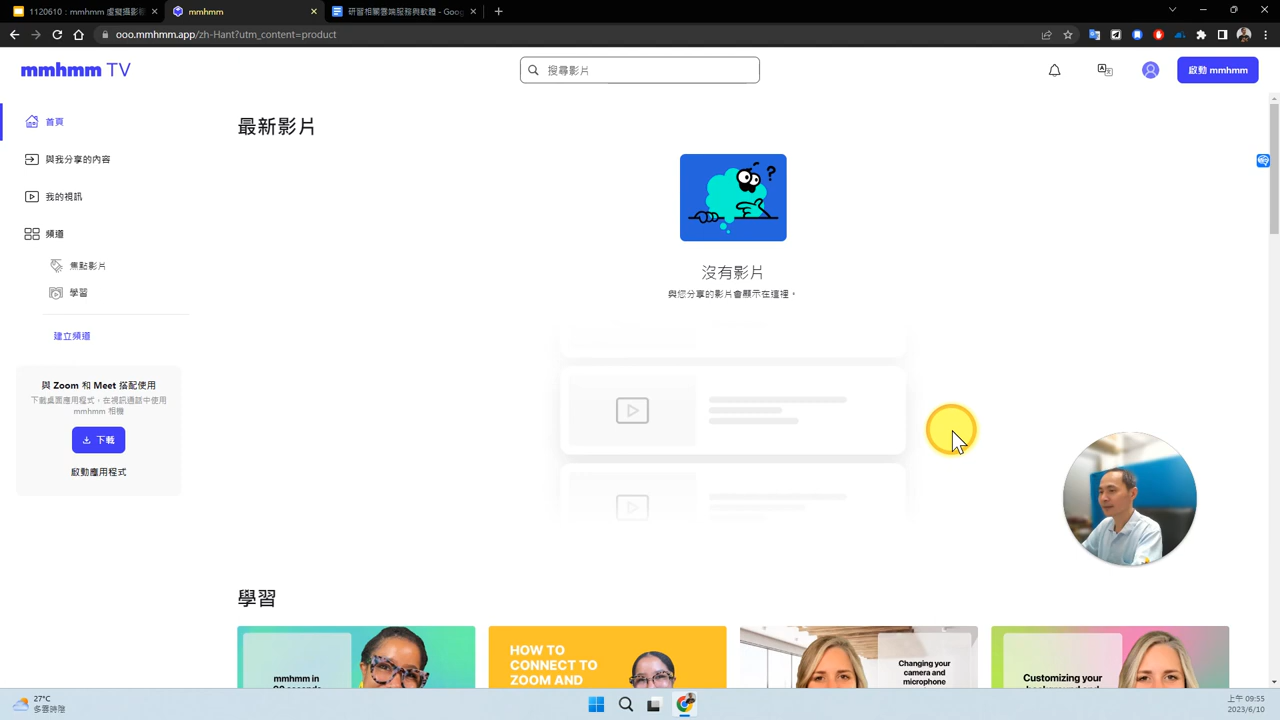 1120610 : mmhmm 虛擬攝影
mmhmm
研習相關雲端服務與軟體 - Goog
ooo.mmhmm.app/zh-Hant?utm_content=product
mmhmm TV
搜尋影片
啟動 mmhmm
首頁
與我分享的內容
我的視訊
頻道
焦點影片
學習
建立頻道
與 Zoom 和 Meet 搭配使用
下載桌面應用程式，在視訊通話中使用
mmhmm 相機
下載
啟動應用程式
最新影片
?
沒有影片
與您分享的影片會顯示在這裡。
學習
mmhmm in
HOW TO
CONNECT TO
ZOOM AND
Changing your
camera and
microphone
Customizing your
27°C
多雲時陰
上午 09:55
2023/6/10